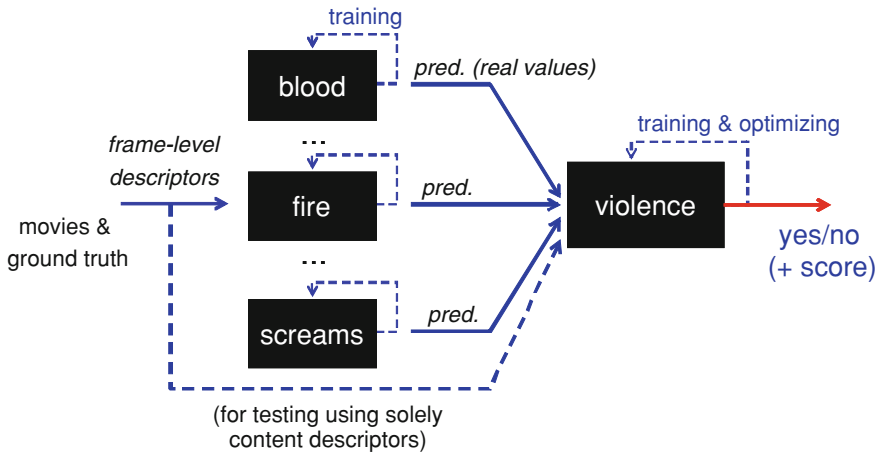 training
blood
pred. (real values)
...
frame-level
descriptors
training & optimizing
fire
pred.
violence
movies &
ground truth
yes/no
(+ score)
...
screams
pred.
(for testing using solely
content descriptors)